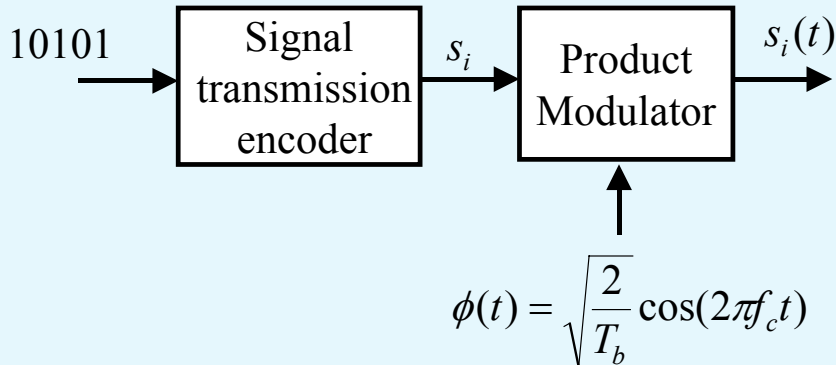 10101
Signal
transmission
encoder
s_i
Product
Modulator
s_i(t)
ϕ(t) = √(2/T_b) cos(2πf_c t)